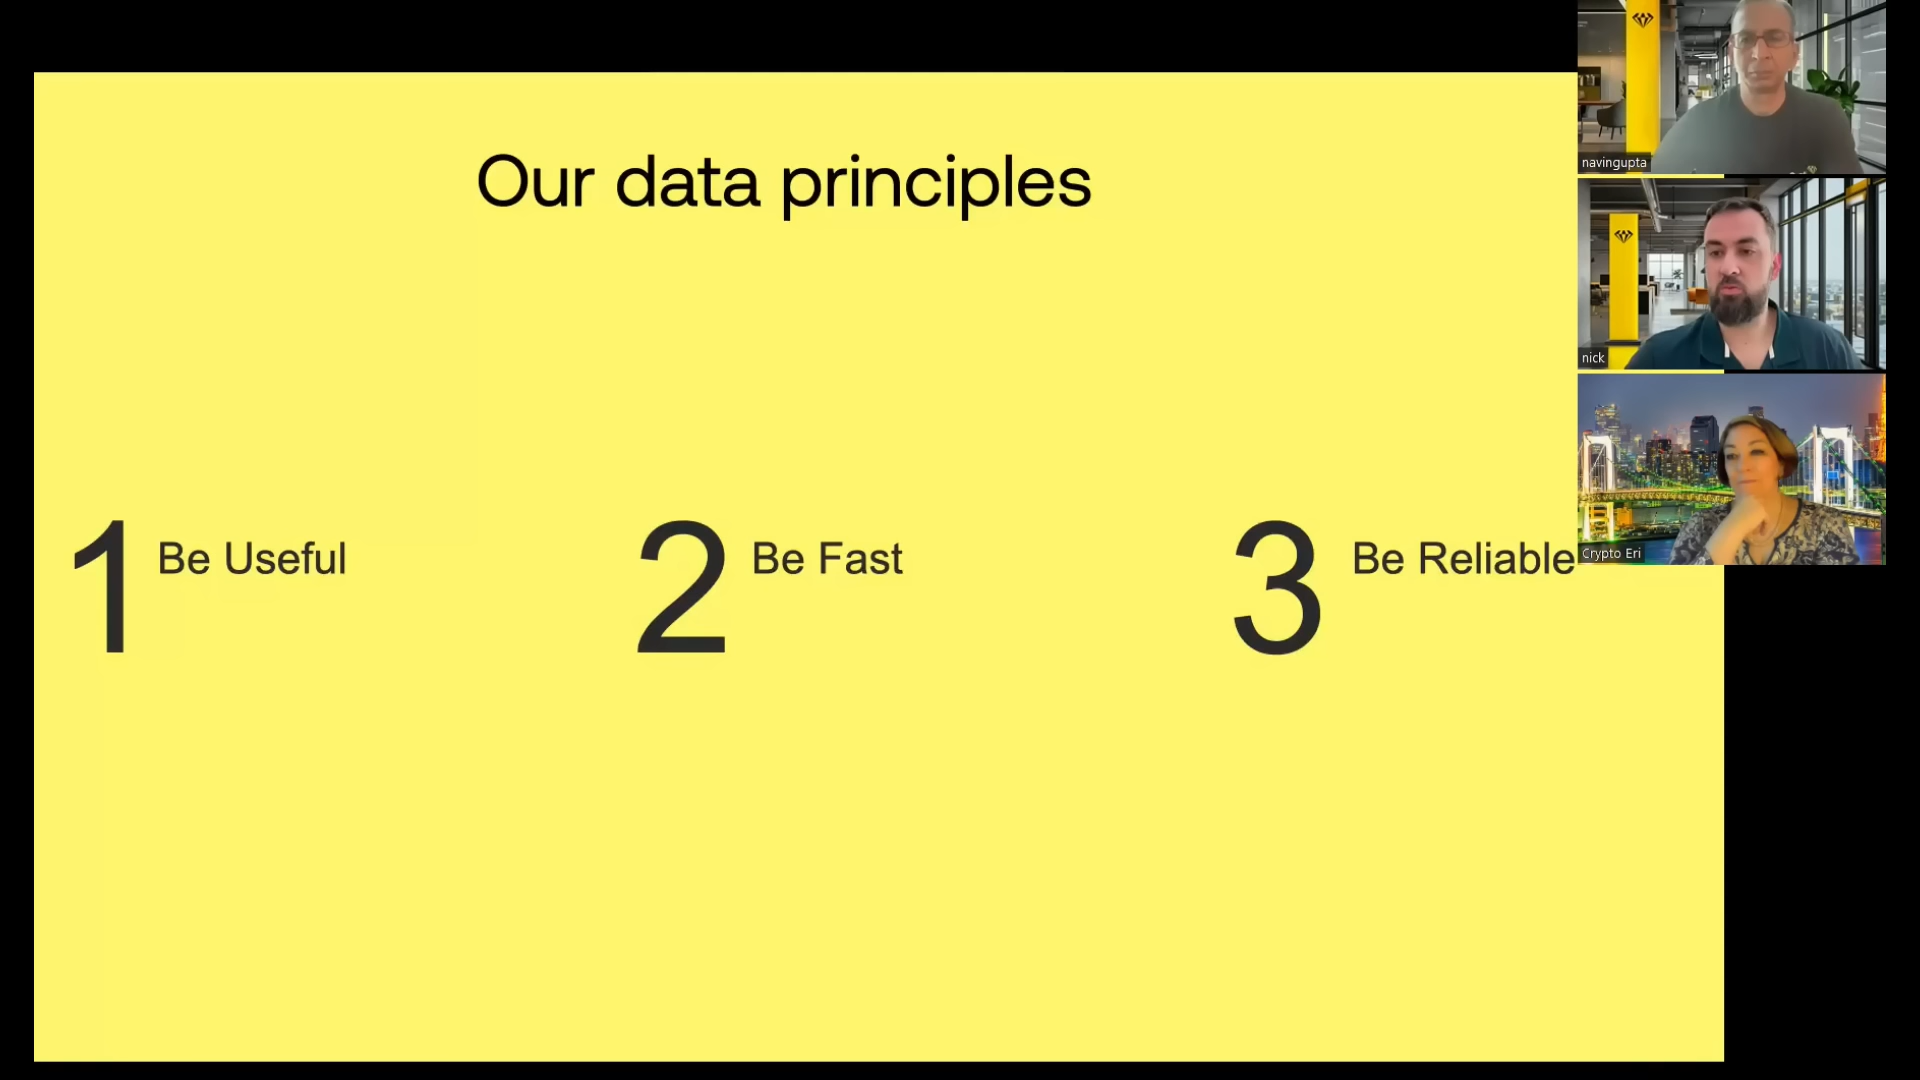 Our data principles
1 Be Useful
2 Be Fast
3 Be Reliable
navingupta
nick
Crypto Eri